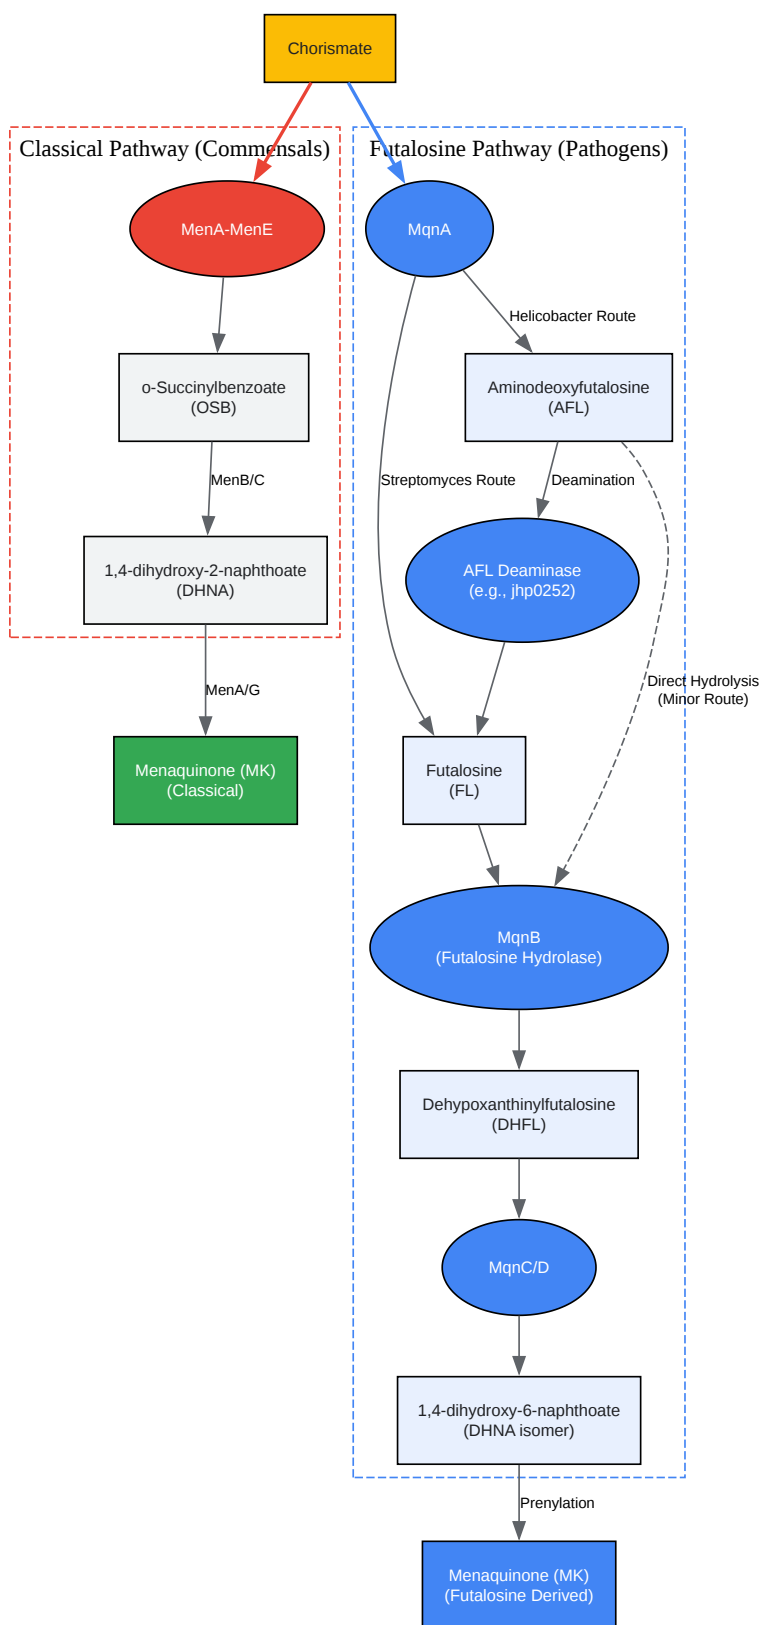 Chorismate
Classical Pathway (Commensals)
Futalosine Pathway (Pathogens)
MenA-MenE
MqnA
Helicobacter Route
o-Succinylbenzoate
(OSB)
Aminodeoxyfutalosine
(AFL)
MenB/C
Streptomyces Route
Deamination
1,4-dihydroxy-2-naphthoate
(DHNA)
AFL Deaminase
(e.g., jhp0252)
MenA/G
Direct Hydrolysis
(Minor Route)
Menaquinone (MK)
(Classical)
Futalosine
(FL)
MqnB
(Futalosine Hydrolase)
Dehypoxanthinylfutalosine
(DHFL)
MqnC/D
1,4-dihydroxy-6-naphthoate
(DHNA isomer)
Prenylation
Menaquinone (MK)
(Futalosine Derived)